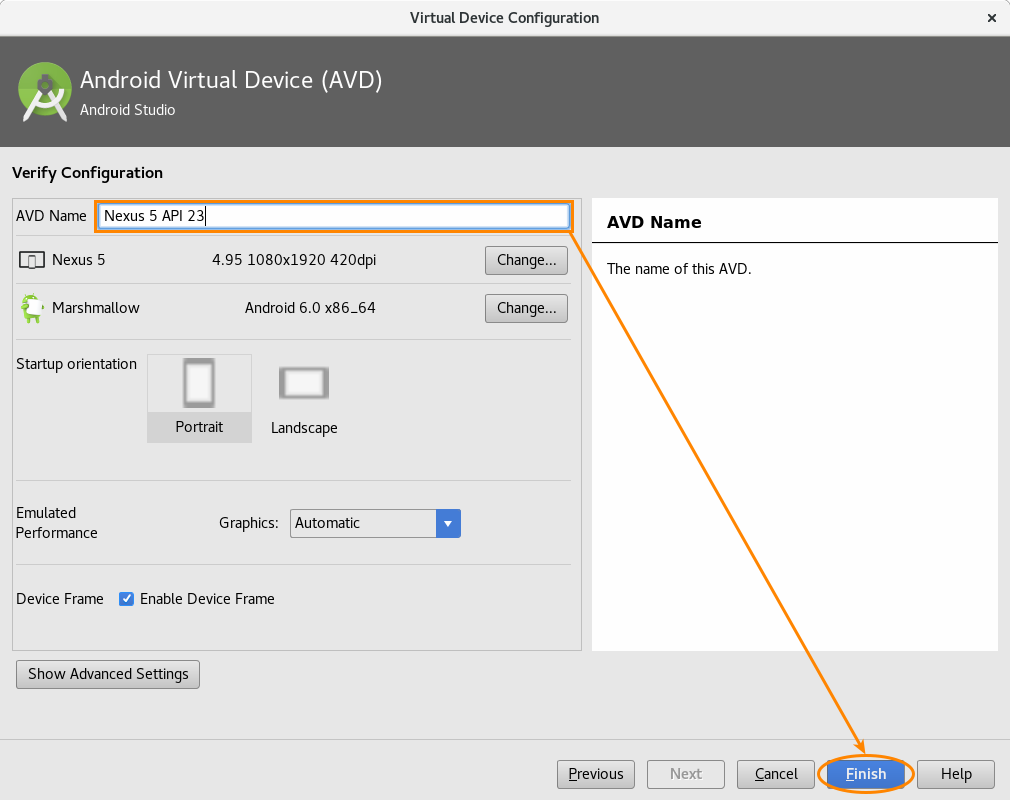 Virtual Device Configuration
×
Android Virtual Device (AVD)
Android Studio
Verify Configuration
AVD Name Nexus 5 API 23
Nexus 5 4.95 1080x1920 420dpi Change...
Marshmallow Android 6.0 x86_64 Change...
Startup orientation
Portrait Landscape
Emulated
Performance
Graphics: Automatic
Device Frame Enable Device Frame
Show Advanced Settings
AVD Name
The name of this AVD.
Previous Next Cancel Finish Help